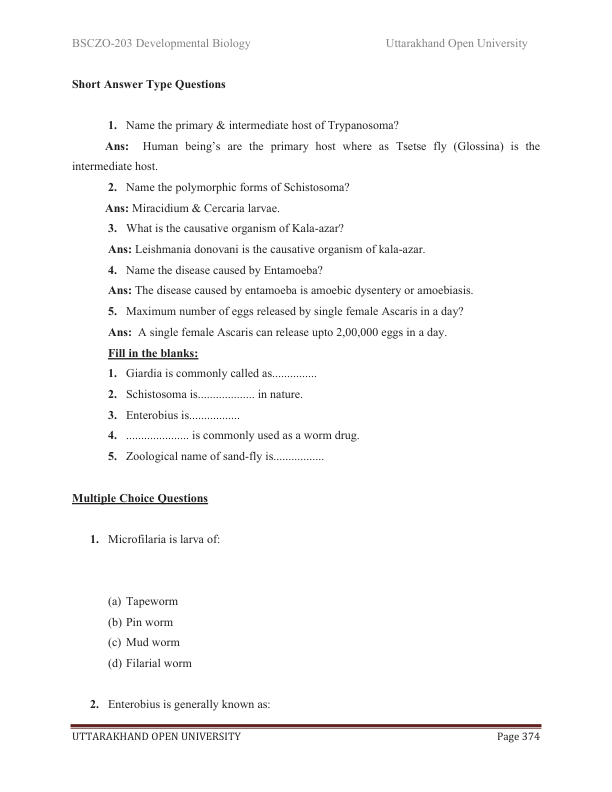 BSCZO-203 Developmental Biology Uttarakhand Open University
Short Answer Type Questions
1. Name the primary & intermediate host of Trypanosoma?
Ans: Human being's are the primary host where as Tsetse fly (Glossina) is the
intermediate host.
2. Name the polymorphic forms of Schistosoma?
Ans: Miracidium & Cercaria larvae.
3. What is the causative organism of Kala-azar?
Ans: Leishmania donovani is the causative organism of kala-azar.
4. Name the disease caused by Entamoeba?
Ans: The disease caused by entamoeba is amoebic dysentery or amoebiasis.
5. Maximum number of eggs released by single female Ascaris in a day?
Ans: A single female Ascaris can release upto 2,00,000 eggs in a day.
Fill in the blanks:
1. Giardia is commonly called as...............
2. Schistosoma is................... in nature.
3. Enterobius is.................
4. ..................... is commonly used as a worm drug.
5. Zoological name of sand-fly is.................
Multiple Choice Questions
1. Microfilaria is larva of:
(a) Tapeworm
(b) Pin worm
(c) Mud worm
(d) Filarial worm
2. Enterobius is generally known as:
UTTARAKHAND OPEN UNIVERSITY Page 374